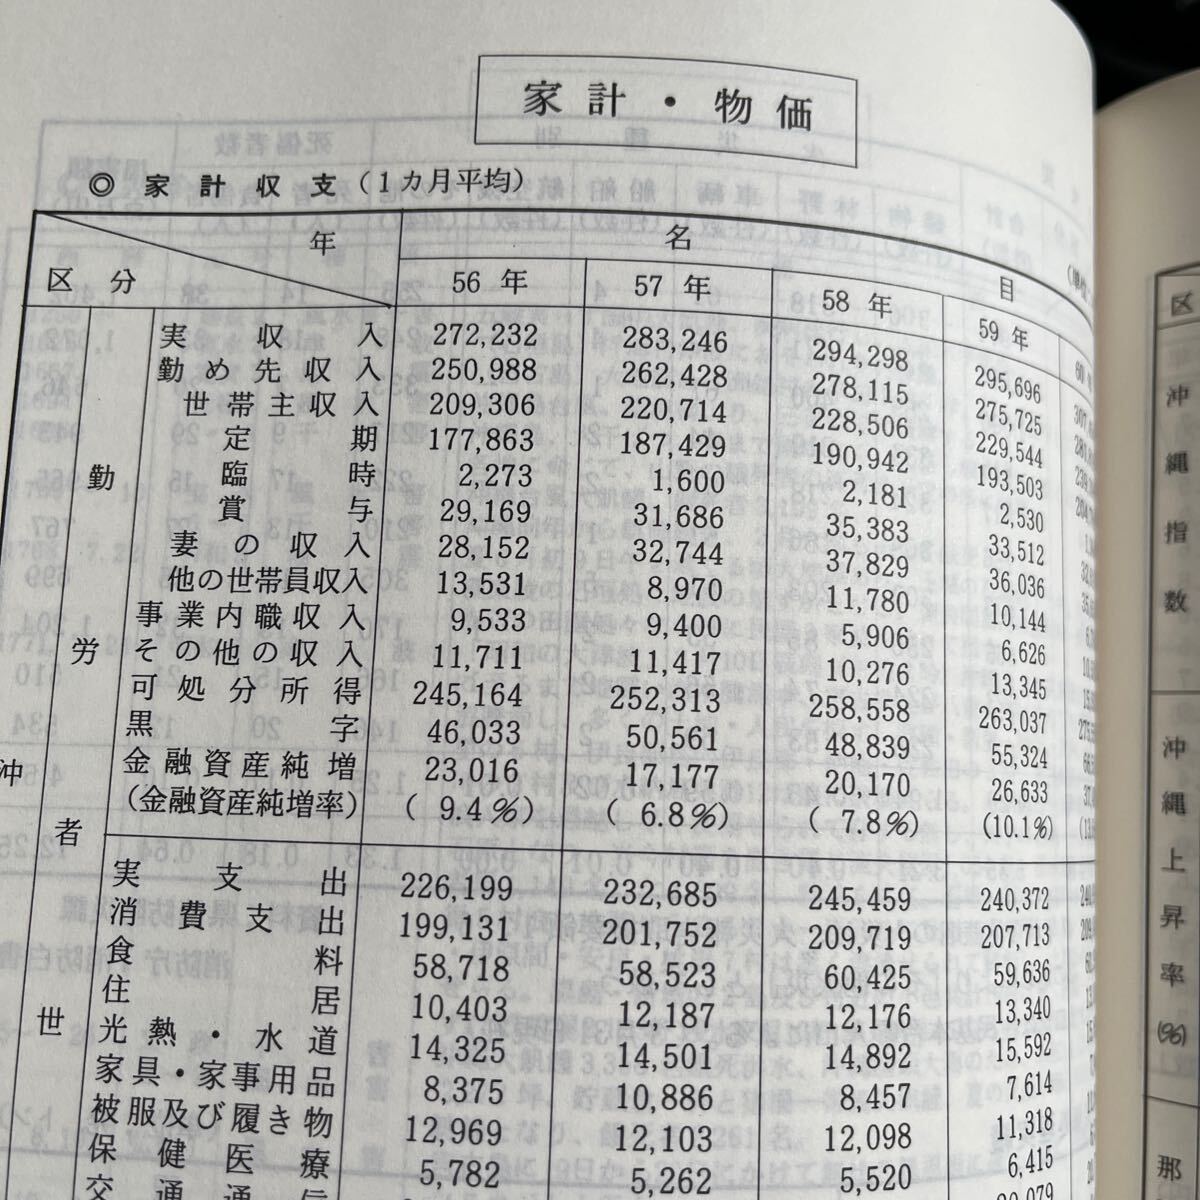 家計・物価
◎ 家計収支（1カ月平均）
年 名 目
区分 56年 57年 58年 59年
実収入 272,232 283,246 294,298 295,696
勤め先収入 250,988 262,428 278,115 275,725
世帯主収入 209,306 220,714 228,506 229,544
定期 177,863 187,429 190,942 193,503
臨時 2,273 1,600 2,181 2,530
賞与 29,169 31,686 35,383 33,512
妻の収入 28,152 32,744 37,829 36,036
他の世帯員収入 13,531 8,970 11,780 10,144
事業内職収入 9,533 9,400 5,906 6,626
その他の収入 11,711 11,417 10,276 13,345
可処分所得 245,164 252,313 258,558 263,037
黒字 46,033 50,561 48,839 55,324
金融資産純増 23,016 17,177 20,170 26,633
(金融資産純増率) ( 9.4%) ( 6.8%) ( 7.8%) (10.1%)
実支出 226,199 232,685 245,459 240,372
消費支出 199,131 201,752 209,719 207,713
食料 58,718 58,523 60,425 59,636
住居 10,403 12,187 12,176 13,340
光熱・水道 14,325 14,501 14,892 15,592
家具・家事用品 8,375 10,886 8,457 7,614
被服及び履き物 12,969 12,103 12,098 11,318
保健医療 5,782 5,262 5,520 6,415
交通通信
沖
勤労者世
区
沖縄指数
沖縄上昇率(%)
那